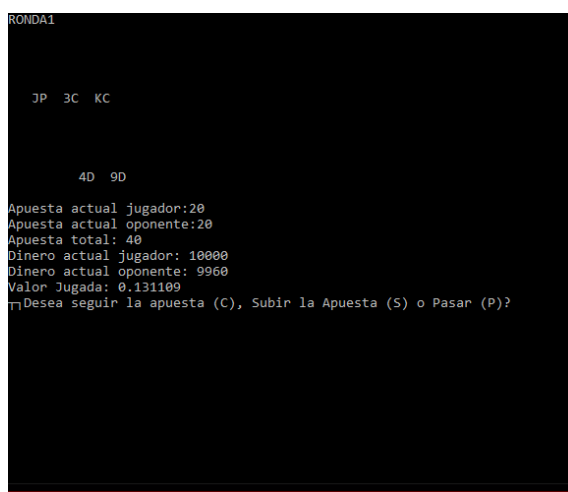 RONDA1
JP 3C KC
4D 9D
Apuesta actual jugador:20
Apuesta actual oponente:20
Apuesta total: 40
Dinero actual jugador: 10000
Dinero actual oponente: 9960
Valor Jugada: 0.131109
┬┐Desea seguir la apuesta (C), Subir la Apuesta (S) o Pasar (P)?